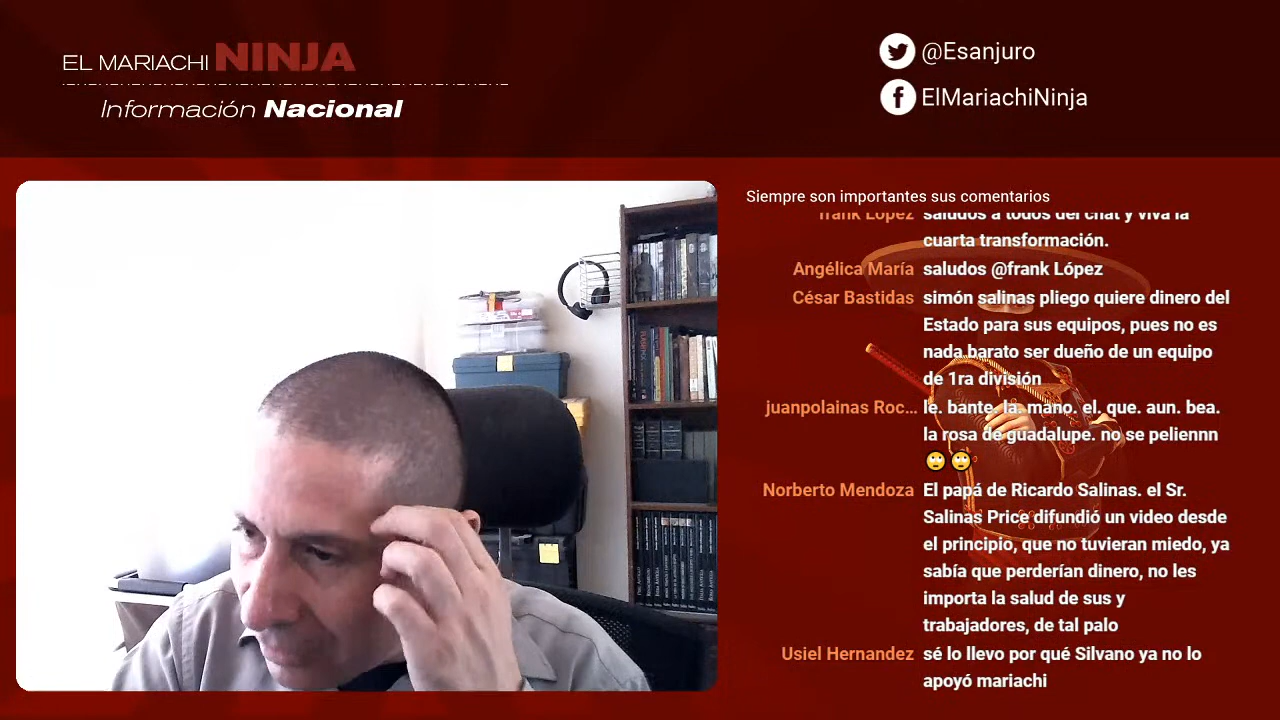 EL MARIACHI NINJA
Información Nacional
@Esanjuro
ElMariachiNinja
Siempre son importantes sus comentarios
frank López saludos a todos del chat y viva la
cuarta transformación.
Angélica María saludos @frank López
César Bastidas simón salinas pliego quiere dinero del
Estado para sus equipos, pues no es
nada barato ser dueño de un equipo
de 1ra división
juanpolainas Roc... le. bante. la. mano. el. que. aun. bea.
la rosa de guadalupe. no se peliennn
🙄 🙄
Norberto Mendoza El papá de Ricardo Salinas. el Sr.
Salinas Price difundió un video desde
el principio, que no tuvieran miedo, ya
sabía que perderían dinero, no les
importa la salud de sus y
trabajadores, de tal palo
Usiel Hernandez sé lo llevo por qué Silvano ya no lo
apoyó mariachi